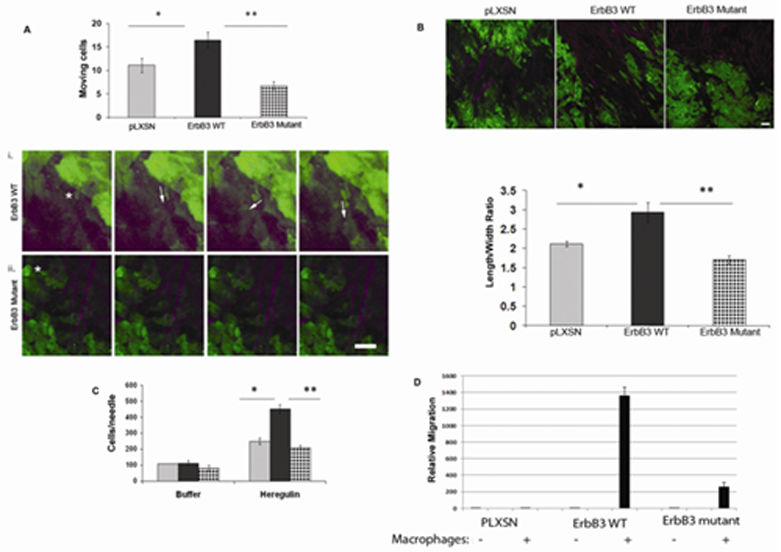 A
* **
Moving cells
20
15
10
5
0
pLXSN ErbB3 WT ErbB3 Mutant
B
pLXSN ErbB3 WT ErbB3 Mutant
i.
ErbB3 WT
*
ii.
ErbB3 Mutant
*
* **
Length/Width Ratio
3.5
3
2.5
2
1.5
1
0.5
0
pLXSN ErbB3 WT ErbB3 Mutant
C
* **
Cells/needle
600
500
400
300
200
100
0
Buffer Heregulin
D
Relative Migration
1600
1400
1200
1000
800
600
400
200
0
PLXSN ErbB3 WT ErbB3 mutant
Macrophages: - + - + - +